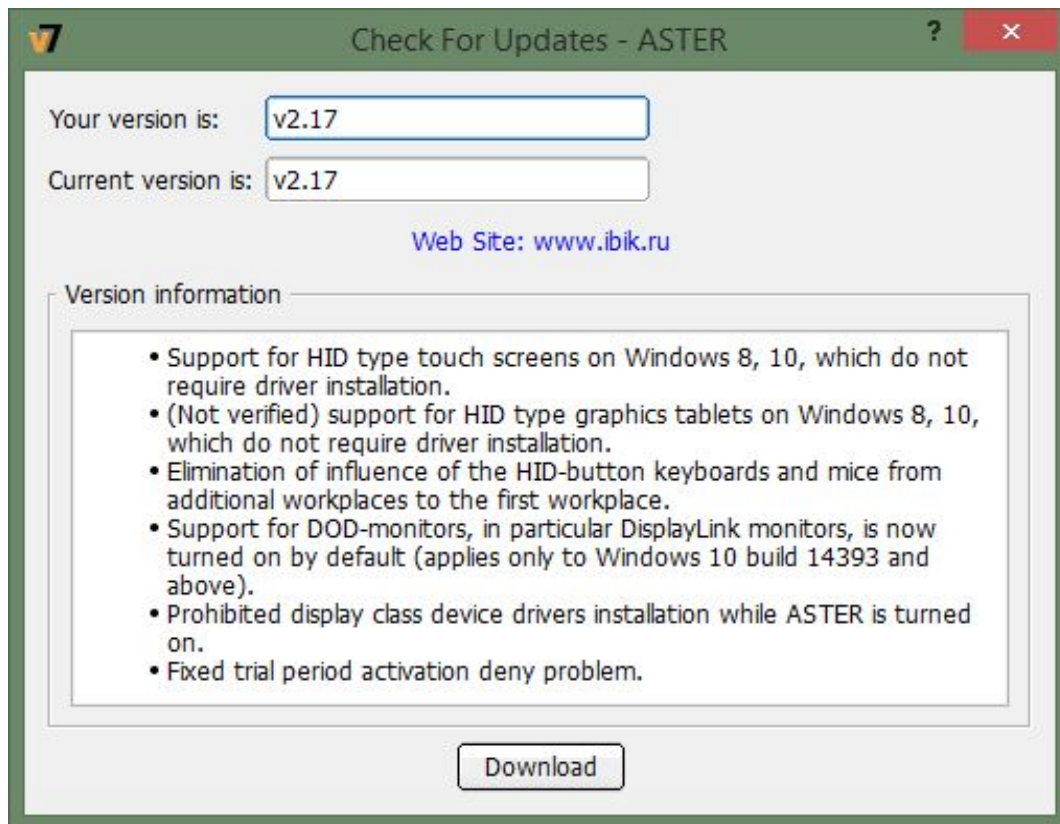 v7
Check For Updates - ASTER
?
Your version is:
v2.17
Current version is:
v2.17
Web Site: www.ibik.ru
Version information
• Support for HID type touch screens on Windows 8, 10, which do not
require driver installation.
• (Not verified) support for HID type graphics tablets on Windows 8, 10,
which do not require driver installation.
• Elimination of influence of the HID-button keyboards and mice from
additional workplaces to the first workplace.
• Support for DOD-monitors, in particular DisplayLink monitors, is now
turned on by default (applies only to Windows 10 build 14393 and
above).
• Prohibited display class device drivers installation while ASTER is turned
on.
• Fixed trial period activation deny problem.
Download